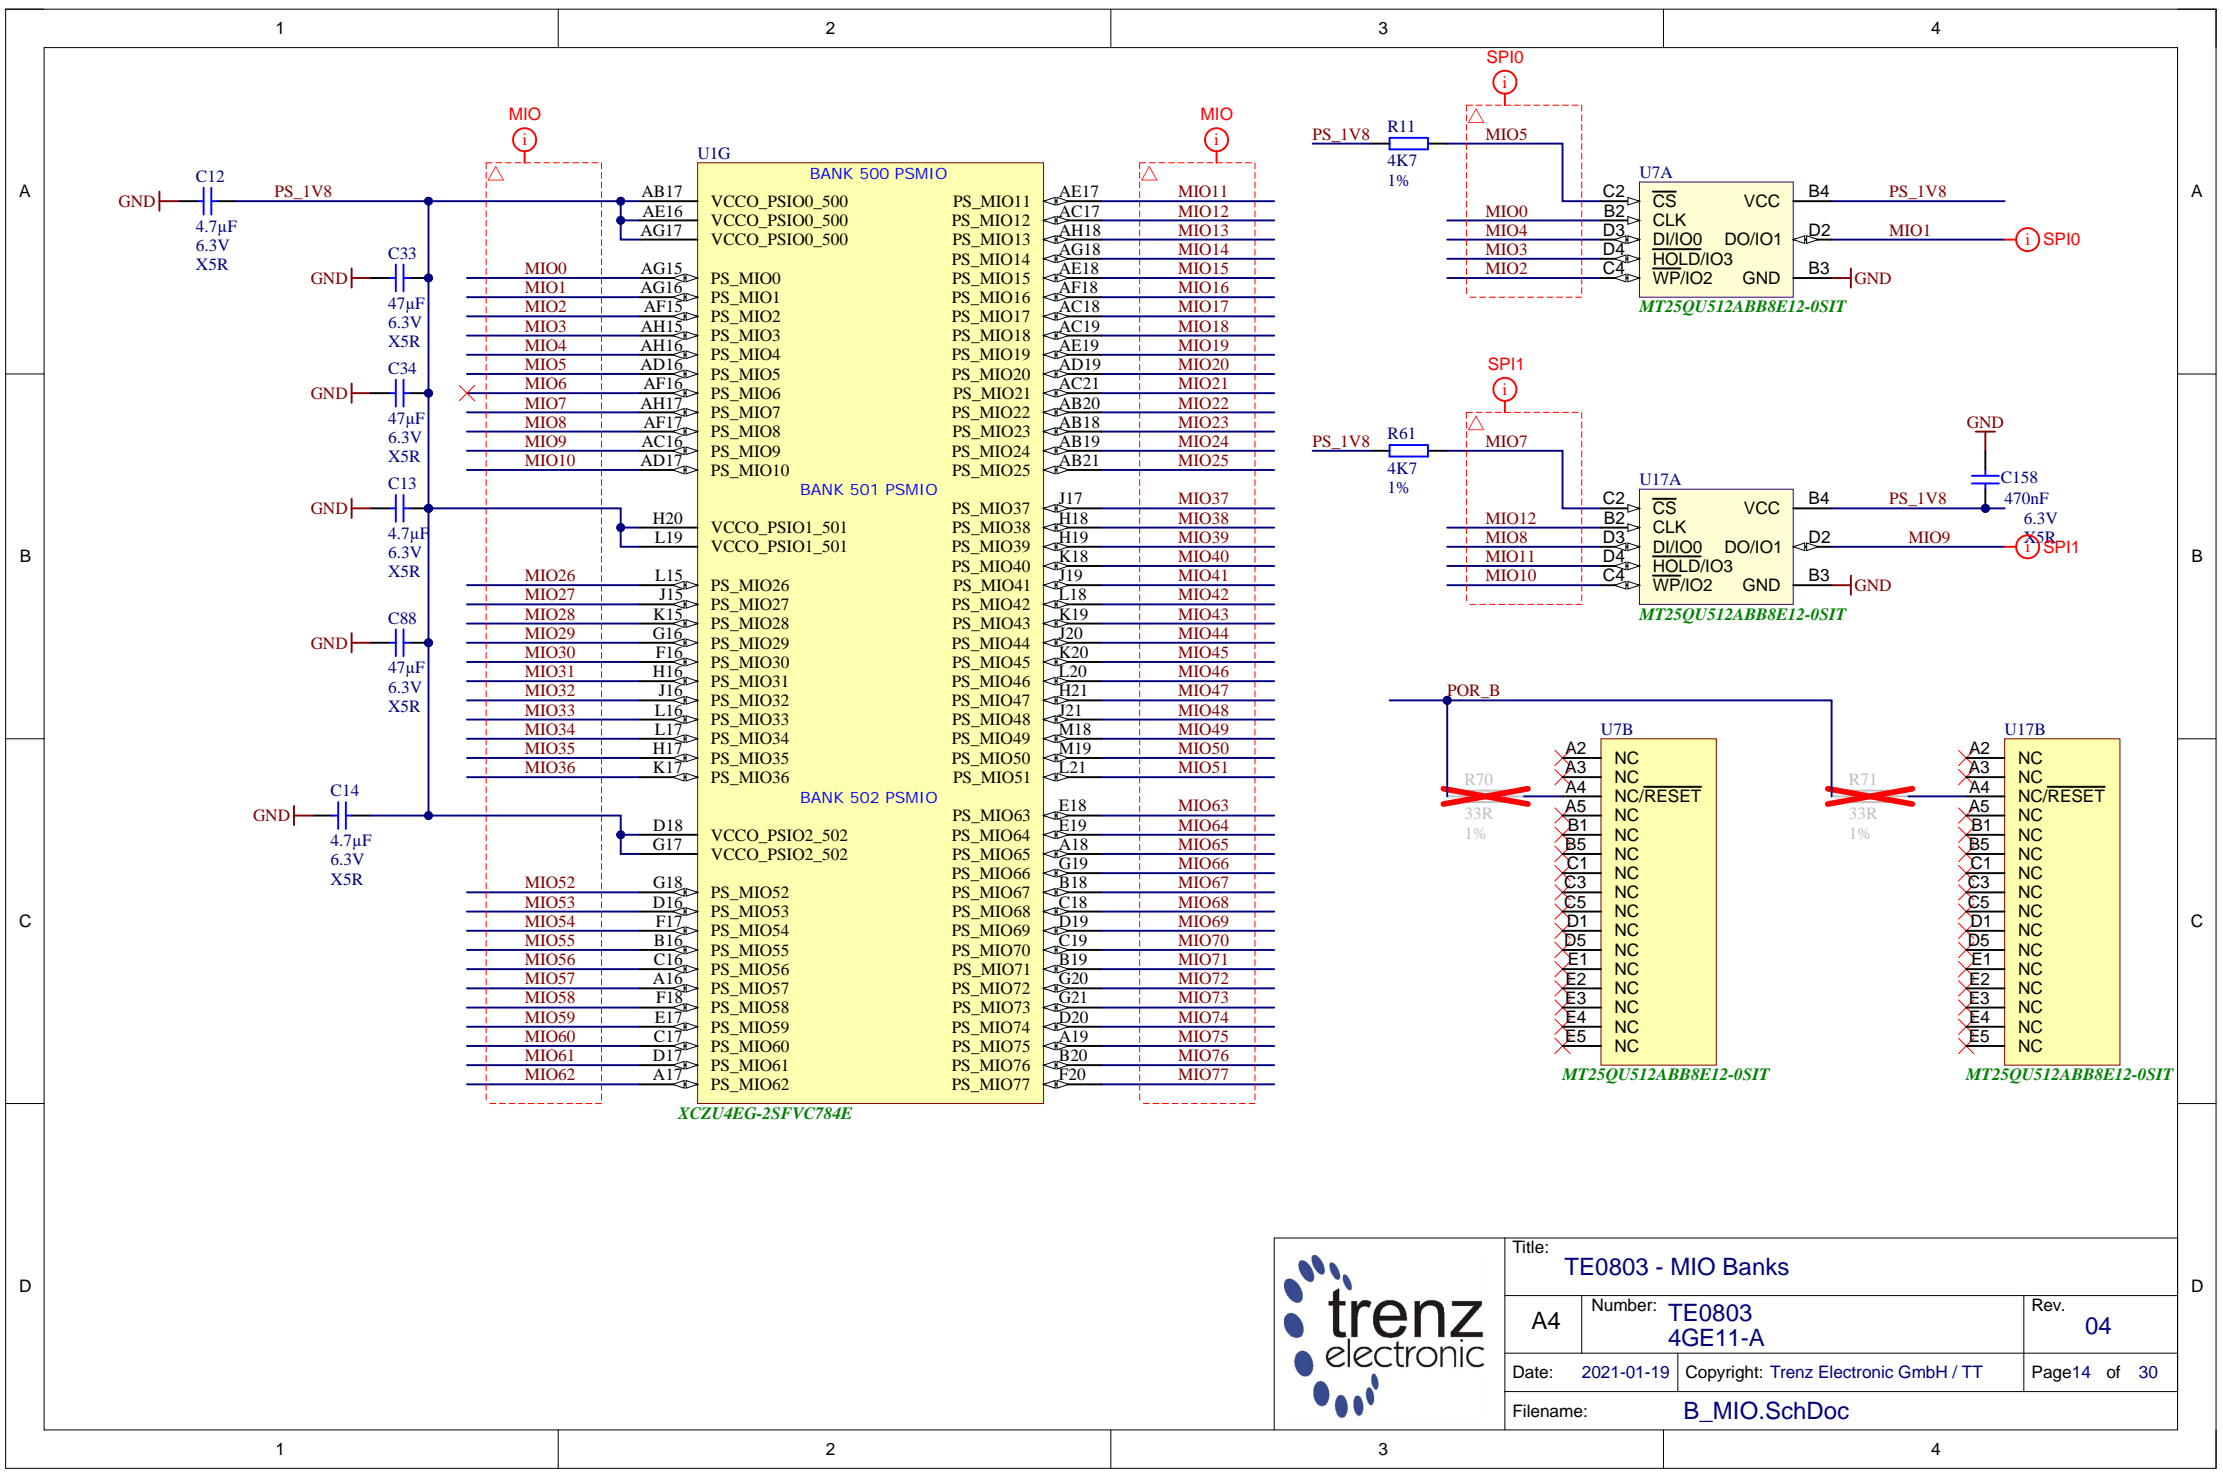 1 2 3 4
A
B
C
D
A
B
C
D
1 2 3 4
GND
C12
4.7µF
6.3V
X5R
PS_1V8
GND
C33
47µF
6.3V
X5R
GND
C34
47µF
6.3V
X5R
GND
C13
4.7µF
6.3V
X5R
GND
C88
47µF
6.3V
X5R
GND
C14
4.7µF
6.3V
X5R
MIO
i
MIO
i
U1G
BANK 500 PSMIO
AB17 VCCO_PSIO0_500
AE16 VCCO_PSIO0_500
AG17 VCCO_PSIO0_500
MIO0 AG15 PS_MIO0
MIO1 AG16 PS_MIO1
MIO2 AF15 PS_MIO2
MIO3 AH15 PS_MIO3
MIO4 AH16 PS_MIO4
MIO5 AD16 PS_MIO5
MIO6 AF16 PS_MIO6
MIO7 AH17 PS_MIO7
MIO8 AF17 PS_MIO8
MIO9 AC16 PS_MIO9
MIO10 AD17 PS_MIO10
PS_MIO11 AE17 MIO11
PS_MIO12 AC17 MIO12
PS_MIO13 AH18 MIO13
PS_MIO14 AG18 MIO14
PS_MIO15 AE18 MIO15
PS_MIO16 AF18 MIO16
PS_MIO17 AC18 MIO17
PS_MIO18 AC19 MIO18
PS_MIO19 AE19 MIO19
PS_MIO20 AD19 MIO20
PS_MIO21 AC21 MIO21
PS_MIO22 AB20 MIO22
PS_MIO23 AB18 MIO23
PS_MIO24 AB19 MIO24
PS_MIO25 AB21 MIO25
BANK 501 PSMIO
H20 VCCO_PSIO1_501
L19 VCCO_PSIO1_501
MIO26 L15 PS_MIO26
MIO27 J15 PS_MIO27
MIO28 K15 PS_MIO28
MIO29 G16 PS_MIO29
MIO30 F16 PS_MIO30
MIO31 H16 PS_MIO31
MIO32 J16 PS_MIO32
MIO33 L16 PS_MIO33
MIO34 L17 PS_MIO34
MIO35 H17 PS_MIO35
MIO36 K17 PS_MIO36
PS_MIO37 J17 MIO37
PS_MIO38 H18 MIO38
PS_MIO39 H19 MIO39
PS_MIO40 K18 MIO40
PS_MIO41 J19 MIO41
PS_MIO42 L18 MIO42
PS_MIO43 K19 MIO43
PS_MIO44 J20 MIO44
PS_MIO45 K20 MIO45
PS_MIO46 L20 MIO46
PS_MIO47 H21 MIO47
PS_MIO48 J21 MIO48
PS_MIO49 M18 MIO49
PS_MIO50 M19 MIO50
PS_MIO51 L21 MIO51
BANK 502 PSMIO
D18 VCCO_PSIO2_502
G17 VCCO_PSIO2_502
MIO52 G18 PS_MIO52
MIO53 D16 PS_MIO53
MIO54 F17 PS_MIO54
MIO55 B16 PS_MIO55
MIO56 C16 PS_MIO56
MIO57 A16 PS_MIO57
MIO58 F18 PS_MIO58
MIO59 E17 PS_MIO59
MIO60 C17 PS_MIO60
MIO61 D17 PS_MIO61
MIO62 A17 PS_MIO62
PS_MIO63 E18 MIO63
PS_MIO64 E19 MIO64
PS_MIO65 A18 MIO65
PS_MIO66 G19 MIO66
PS_MIO67 B18 MIO67
PS_MIO68 C18 MIO68
PS_MIO69 D19 MIO69
PS_MIO70 C19 MIO70
PS_MIO71 B19 MIO71
PS_MIO72 G20 MIO72
PS_MIO73 G21 MIO73
PS_MIO74 D20 MIO74
PS_MIO75 A19 MIO75
PS_MIO76 B20 MIO76
PS_MIO77 F20 MIO77
XCZU4EG-2SFVC784E
SPI0
i
PS_1V8 R11 MIO5
4K7
1%
U7A
C2 CS VCC B4 PS_1V8
MIO0 B2 CLK
MIO4 D3 DI/IO0 DO/IO1 D2 MIO1 i SPI0
MIO3 D4 HOLD/IO3
MIO2 C4 WP/IO2 GND B3 GND
MT25QU512ABB8E12-0SIT
SPI1
i
PS_1V8 R61 MIO7
4K7
1%
GND
C158
470nF
6.3V
X5R
U17A
C2 CS VCC B4 PS_1V8
MIO12 B2 CLK
MIO8 D3 DI/IO0 DO/IO1 D2 MIO9 i SPI1
MIO11 D4 HOLD/IO3
MIO10 C4 WP/IO2 GND B3 GND
MT25QU512ABB8E12-0SIT
POR_B
R70
33R
1%
U7B
A2 NC
A3 NC
A4 NC/RESET
A5 NC
B1 NC
B5 NC
C1 NC
C3 NC
C5 NC
D1 NC
D5 NC
E1 NC
E2 NC
E3 NC
E4 NC
E5 NC
MT25QU512ABB8E12-0SIT
R71
33R
1%
U17B
A2 NC
A3 NC
A4 NC/RESET
A5 NC
B1 NC
B5 NC
C1 NC
C3 NC
C5 NC
D1 NC
D5 NC
E1 NC
E2 NC
E3 NC
E4 NC
E5 NC
MT25QU512ABB8E12-0SIT
trenz
electronic
Title:
TE0803 - MIO Banks
A4
Number: TE0803
4GE11-A
Rev.
04
Date: 2021-01-19 Copyright: Trenz Electronic GmbH / TT Page14 of 30
Filename: B_MIO.SchDoc